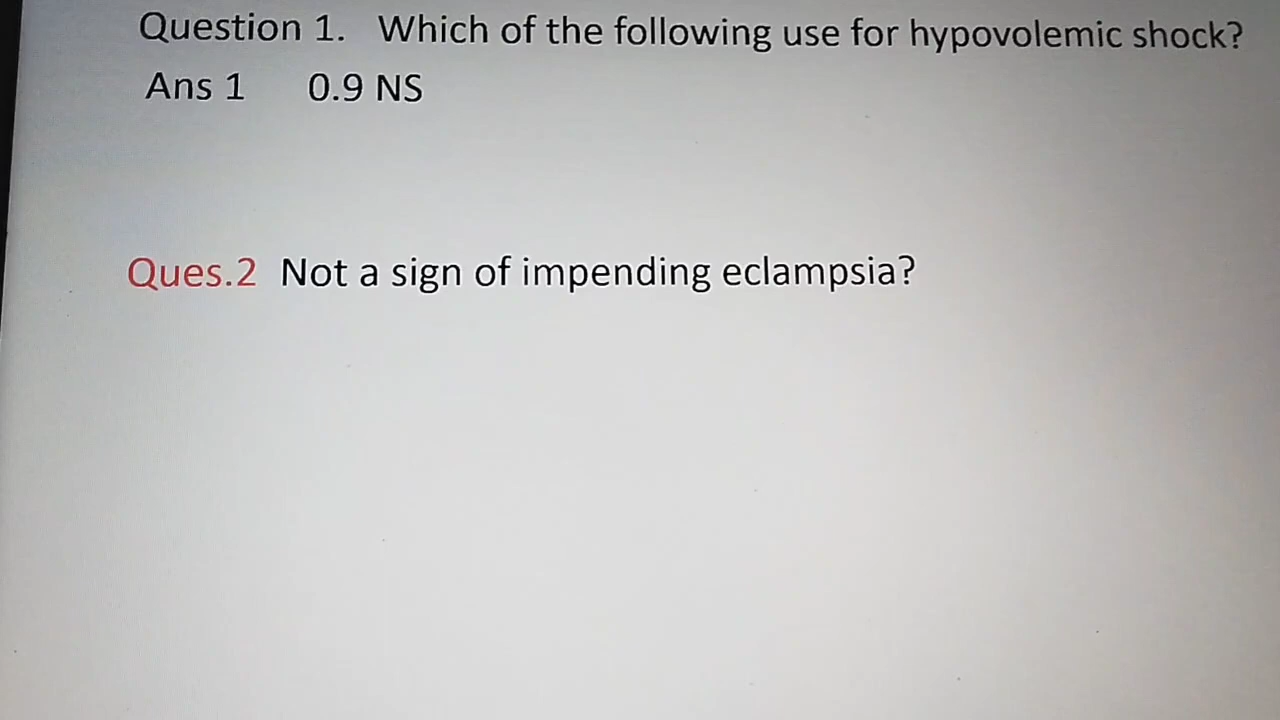 Question 1. Which of the following use for hypovolemic shock?
Ans 1 0.9 NS
Ques.2 Not a sign of impending eclampsia?